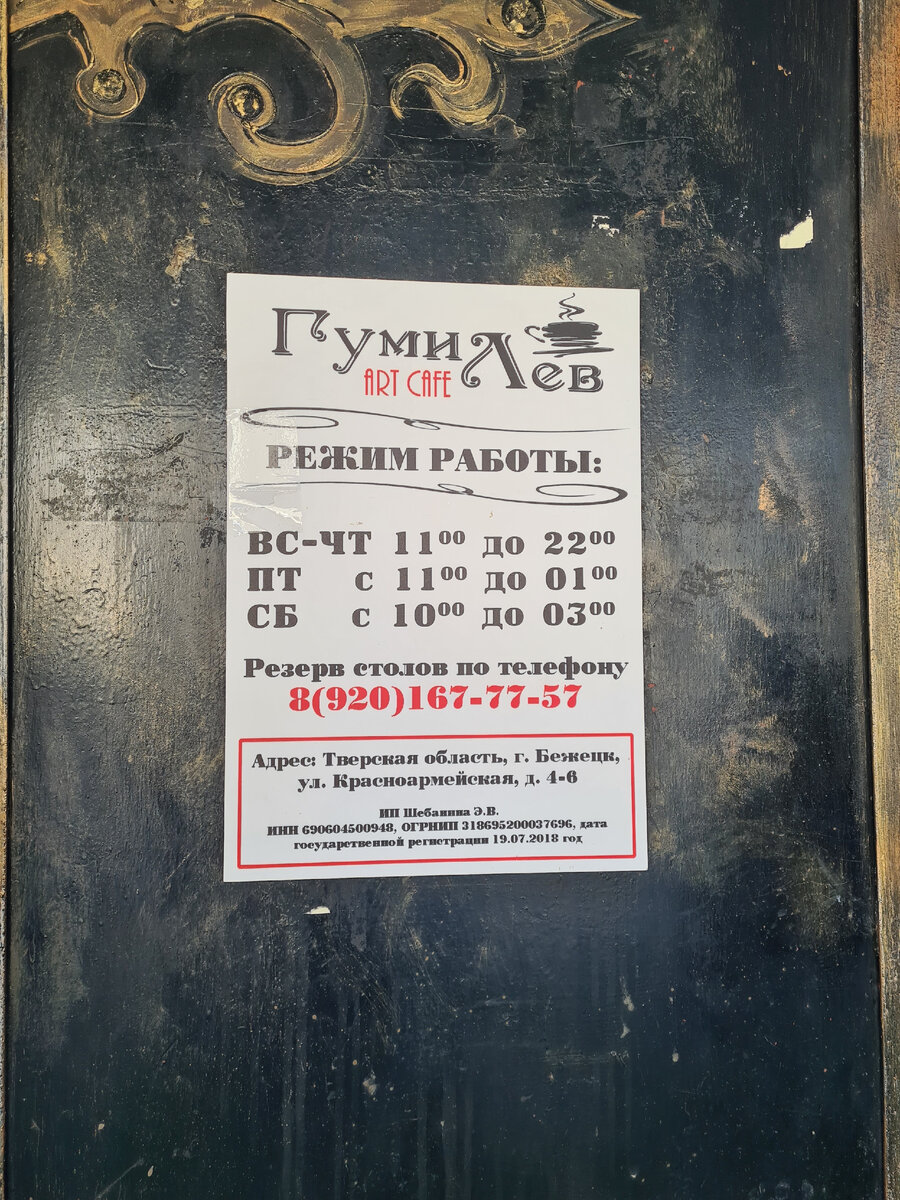 ГумиЛев
ART CAFE
РЕЖИМ РАБОТЫ:
ВС-ЧТ 11⁰⁰ до 22⁰⁰
ПТ с 11⁰⁰ до 01⁰⁰
СБ с 10⁰⁰ до 03⁰⁰
Резерв столов по телефону
8(920)167-77-57
Адрес: Тверская область, г. Бежецк,
ул. Красноармейская, д. 4-6
ИП Шебанина Э.В.
ИНН 690604500948, ОГРНИП 318695200037696, дата
государственной регистрации 19.07.2018 год